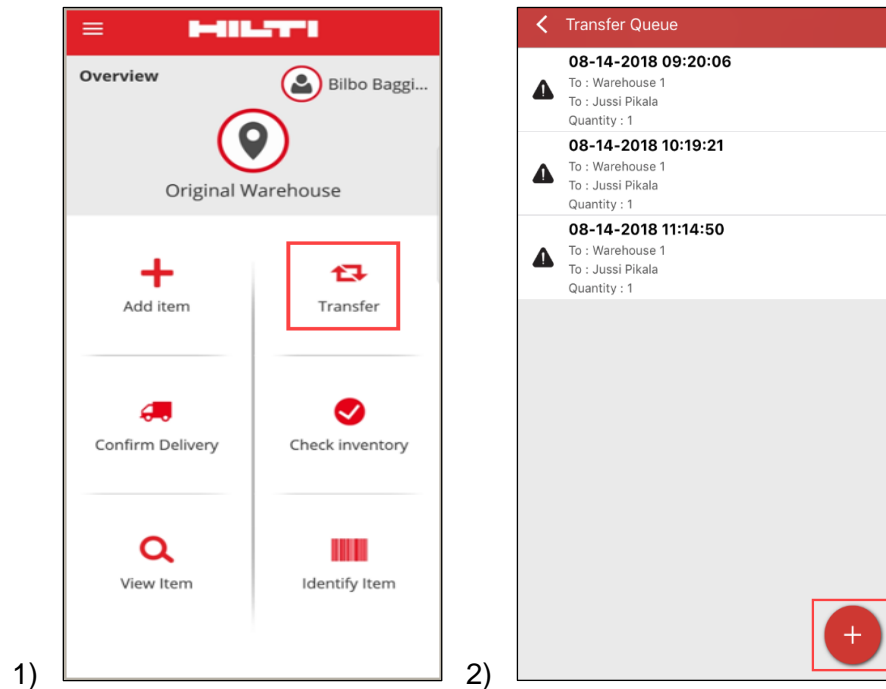 HILTI
Overview
Bilbo Baggi...
Original Warehouse
Add item
Transfer
Confirm Delivery
Check inventory
View Item
Identify Item
1)
Transfer Queue
08-14-2018 09:20:06
To : Warehouse 1
To : Jussi Pikala
Quantity : 1
08-14-2018 10:19:21
To : Warehouse 1
To : Jussi Pikala
Quantity : 1
08-14-2018 11:14:50
To : Warehouse 1
To : Jussi Pikala
Quantity : 1
2)